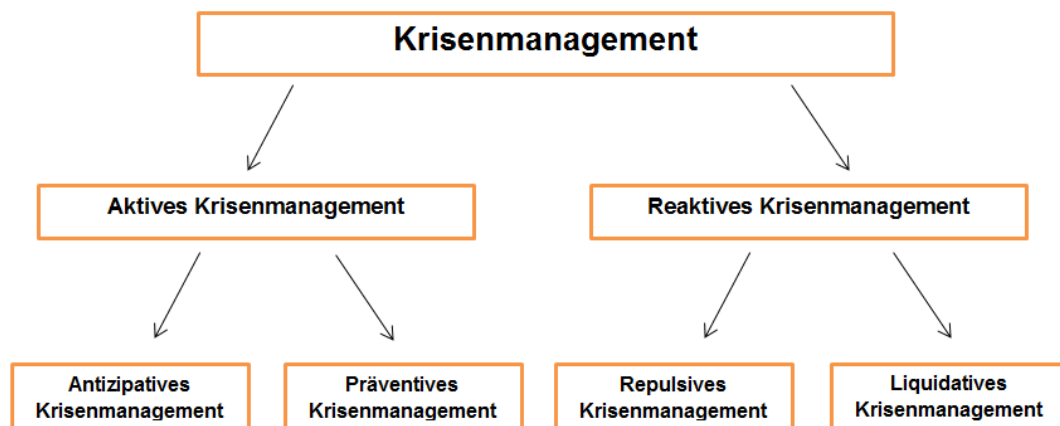 Krisenmanagement
Aktives Krisenmanagement
Reaktives Krisenmanagement
Antizipatives
Krisenmanagement
Präventives
Krisenmanagement
Repulsives
Krisenmanagement
Liquidatives
Krisenmanagement